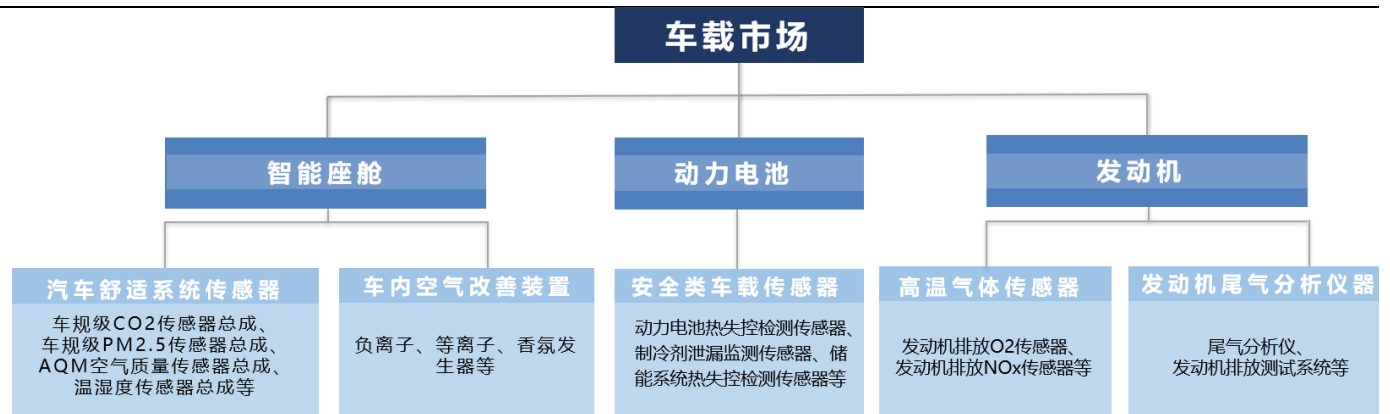 车载市场
智能座舱
动力电池
发动机
汽车舒适系统传感器
车规级CO2传感器总成、
车规级PM2.5传感器总成、
AQM空气质量传感器总成、
温湿度传感器总成等
车内空气改善装置
负离子、等离子、香氛发
生器等
安全类车载传感器
动力电池热失控检测传感器、
制冷剂泄漏监测传感器、储
能系统热失控检测传感器等
高温气体传感器
发动机排放O2传感器、
发动机排放NOx传感器等
发动机尾气分析仪器
尾气分析仪、
发动机排放测试系统等